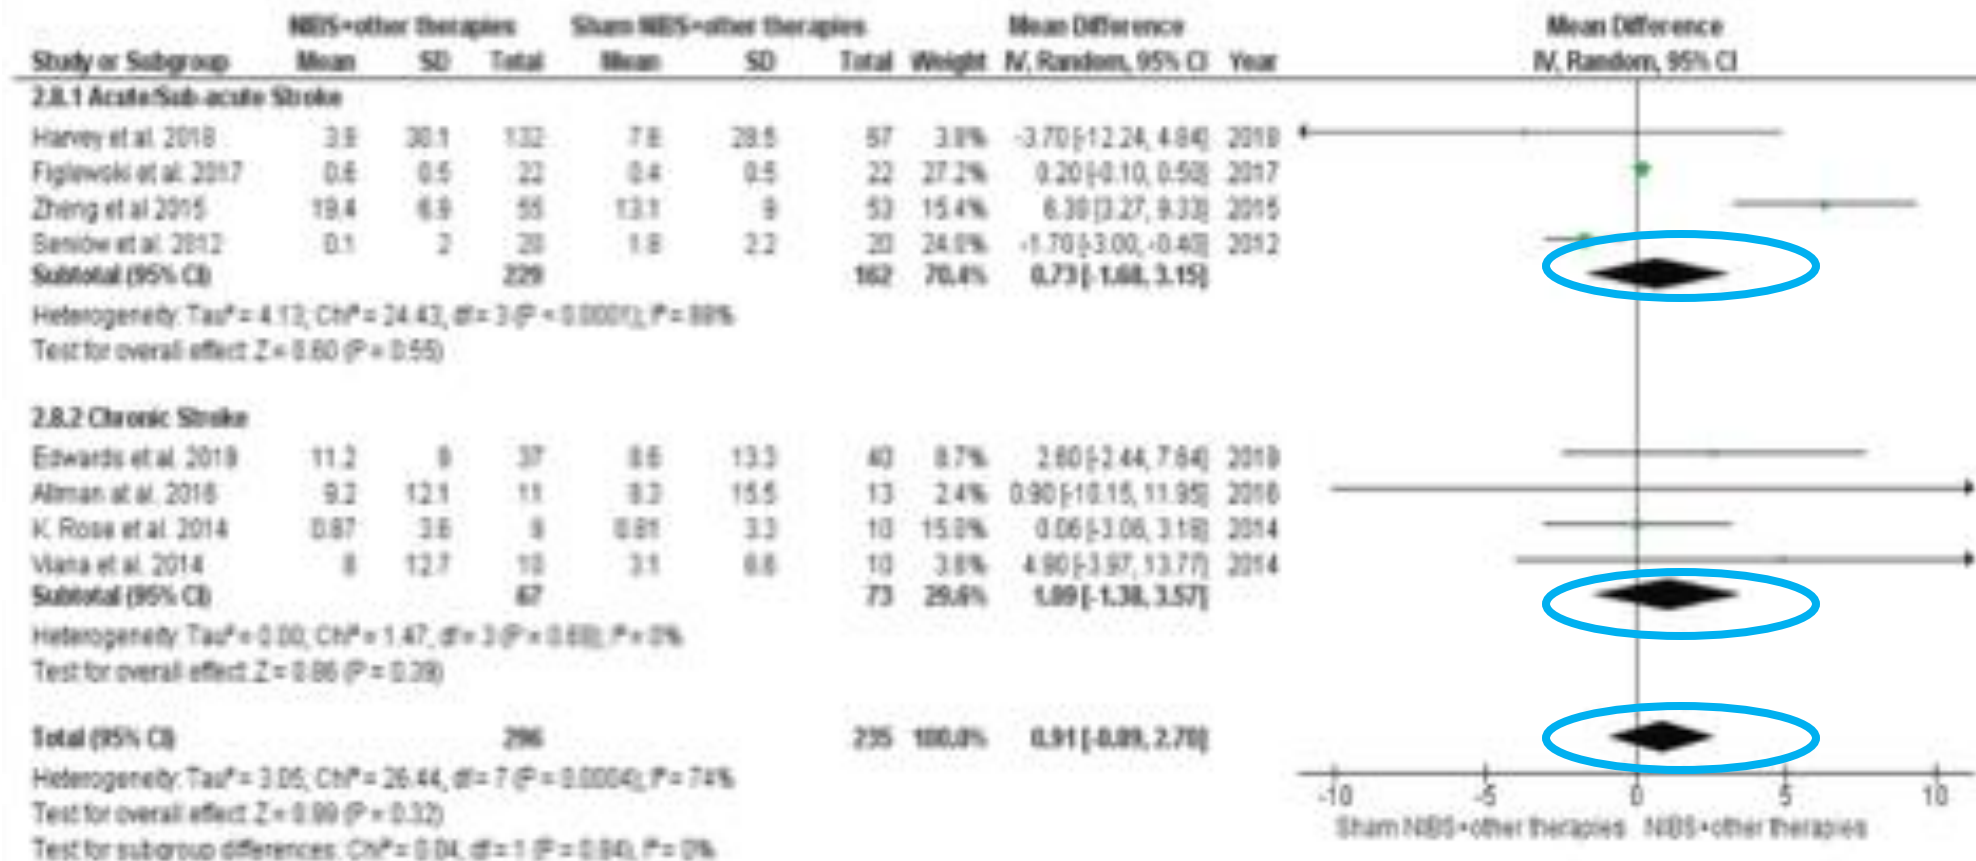 NIBS+other therapies Sham NIBS+other therapies Mean Difference Mean Difference
Study or Subgroup Mean SD Total Mean SD Total Weight IV, Random, 95% CI Year IV, Random, 95% CI
2.8.1 Acute/Sub-acute Stroke
Harvey et al. 2018 3.9 30.1 132 7.6 28.5 67 3.8% -3.70 [-12.24, 4.84] 2018
Figlewski et al. 2017 0.6 0.5 22 0.4 0.5 22 27.2% 0.20 [-0.10, 0.50] 2017
Zheng et al 2015 19.4 6.9 55 13.1 9 53 15.4% 6.30 [3.27, 9.33] 2015
Seniów et al. 2012 0.1 2 20 1.8 2.2 20 24.0% -1.70 [-3.00, -0.40] 2012
Subtotal (95% CI) 229 162 70.4% 0.73 [-1.68, 3.15]
Heterogeneity: Tau² = 4.13; Chi² = 24.43, df = 3 (P < 0.0001); I² = 88%
Test for overall effect: Z = 0.60 (P = 0.55)
2.8.2 Chronic Stroke
Edwards et al. 2019 11.2 9 37 8.6 13.3 40 8.7% 2.60 [-2.44, 7.64] 2019
Allman at al. 2016 9.2 12.1 11 8.3 15.5 13 2.4% 0.90 [-10.15, 11.95] 2016
K. Rose et al. 2014 0.87 3.6 9 0.81 3.3 10 15.0% 0.06 [-3.06, 3.18] 2014
Viana et al. 2014 8 12.7 10 3.1 6.6 10 3.6% 4.90 [-3.97, 13.77] 2014
Subtotal (95% CI) 67 73 29.6% 1.09 [-1.38, 3.57]
Heterogeneity: Tau² = 0.00; Chi² = 1.47, df = 3 (P = 0.69); I² = 0%
Test for overall effect: Z = 0.86 (P = 0.39)
Total (95% CI) 296 235 100.0% 0.91 [-0.89, 2.70]
Heterogeneity: Tau² = 3.05; Chi² = 26.44, df = 7 (P = 0.0004); I² = 74%
Test for overall effect: Z = 0.99 (P = 0.32)
Test for subgroup differences: Chi² = 0.04, df = 1 (P = 0.84), I² = 0%
-10 -5 0 5 10
Sham NIBS+other therapies NIBS+other therapies